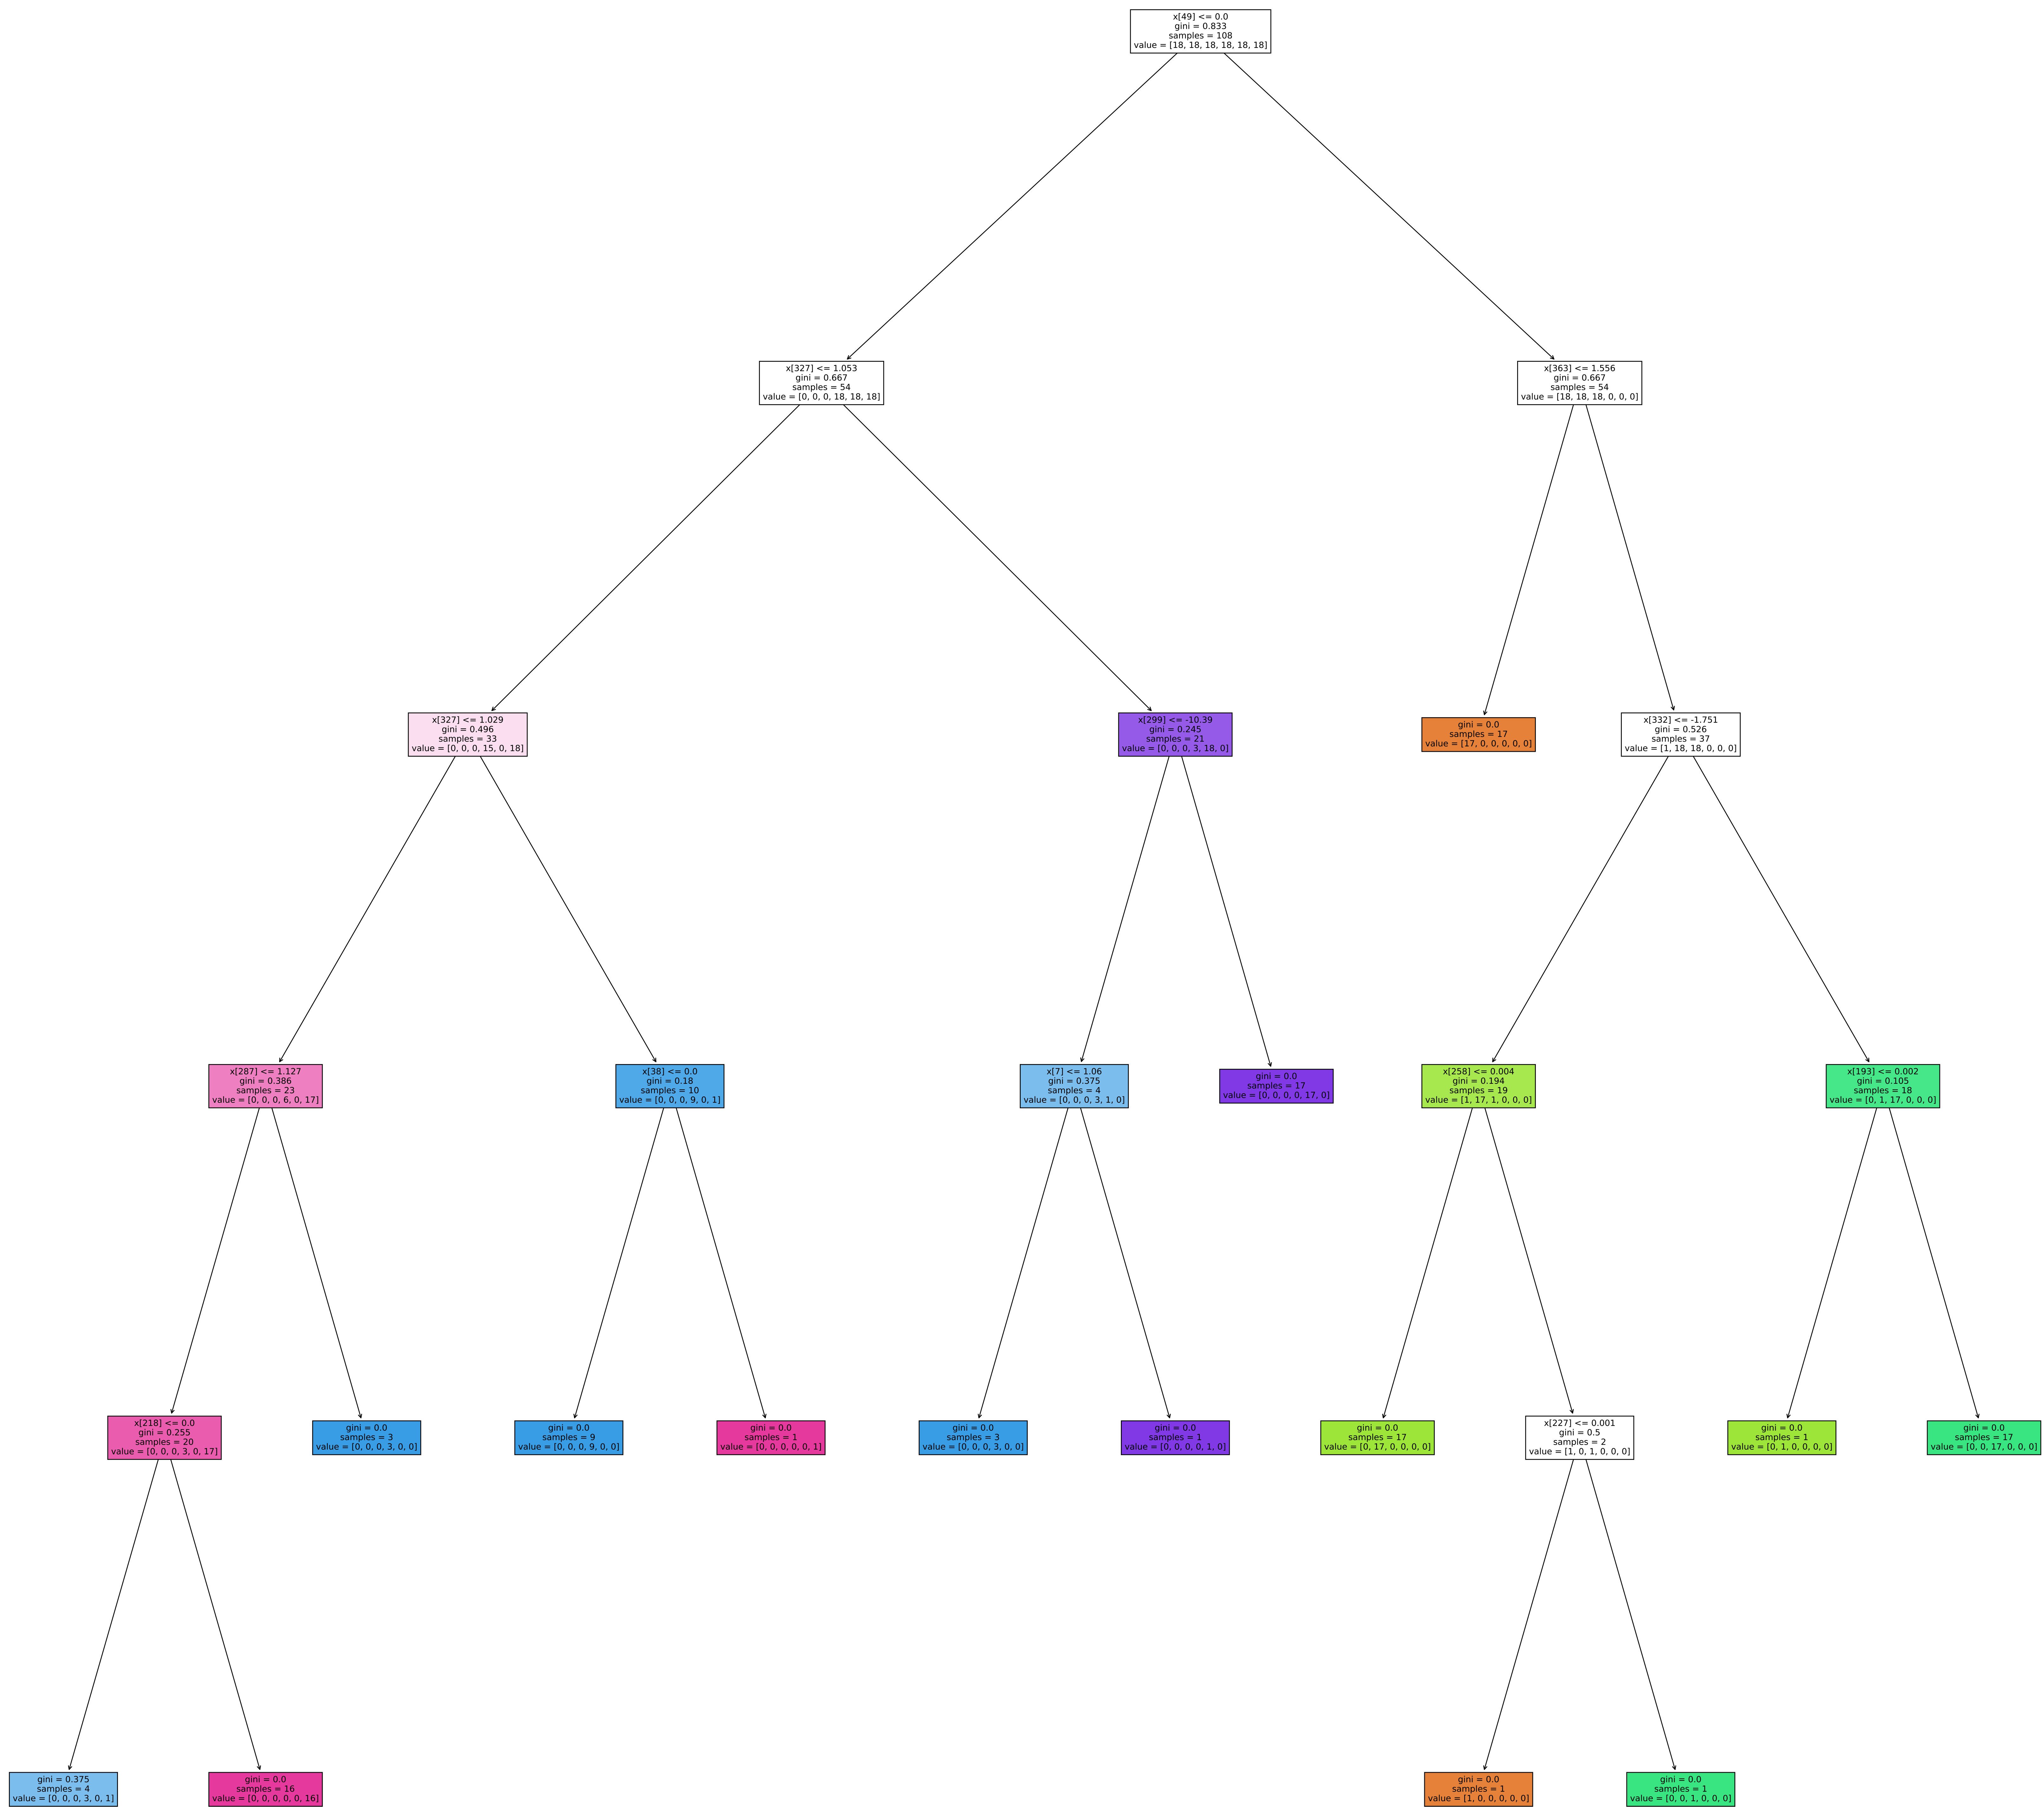 x[49] <= 0.0
gini = 0.833
samples = 108
value = [18, 18, 18, 18, 18, 18]
x[327] <= 1.053
gini = 0.667
samples = 54
value = [0, 0, 0, 18, 18, 18]
x[363] <= 1.556
gini = 0.667
samples = 54
value = [18, 18, 18, 0, 0, 0]
x[327] <= 1.029
gini = 0.496
samples = 33
value = [0, 0, 0, 15, 0, 18]
x[299] <= -10.39
gini = 0.245
samples = 21
value = [0, 0, 0, 3, 18, 0]
gini = 0.0
samples = 17
value = [17, 0, 0, 0, 0, 0]
x[332] <= -1.751
gini = 0.526
samples = 37
value = [1, 18, 18, 0, 0, 0]
x[287] <= 1.127
gini = 0.386
samples = 23
value = [0, 0, 0, 6, 0, 17]
x[38] <= 0.0
gini = 0.18
samples = 10
value = [0, 0, 0, 9, 0, 1]
x[7] <= 1.06
gini = 0.375
samples = 4
value = [0, 0, 0, 3, 1, 0]
gini = 0.0
samples = 17
value = [0, 0, 0, 0, 17, 0]
x[258] <= 0.004
gini = 0.194
samples = 19
value = [1, 17, 1, 0, 0, 0]
x[193] <= 0.002
gini = 0.105
samples = 18
value = [0, 1, 17, 0, 0, 0]
x[218] <= 0.0
gini = 0.255
samples = 20
value = [0, 0, 0, 3, 0, 17]
gini = 0.0
samples = 3
value = [0, 0, 0, 3, 0, 0]
gini = 0.0
samples = 9
value = [0, 0, 0, 9, 0, 0]
gini = 0.0
samples = 1
value = [0, 0, 0, 0, 0, 1]
gini = 0.0
samples = 3
value = [0, 0, 0, 3, 0, 0]
gini = 0.0
samples = 1
value = [0, 0, 0, 0, 1, 0]
gini = 0.0
samples = 17
value = [0, 17, 0, 0, 0, 0]
x[227] <= 0.001
gini = 0.5
samples = 2
value = [1, 0, 1, 0, 0, 0]
gini = 0.0
samples = 1
value = [0, 1, 0, 0, 0, 0]
gini = 0.0
samples = 17
value = [0, 0, 17, 0, 0, 0]
gini = 0.375
samples = 4
value = [0, 0, 0, 3, 0, 1]
gini = 0.0
samples = 16
value = [0, 0, 0, 0, 0, 16]
gini = 0.0
samples = 1
value = [1, 0, 0, 0, 0, 0]
gini = 0.0
samples = 1
value = [0, 0, 1, 0, 0, 0]